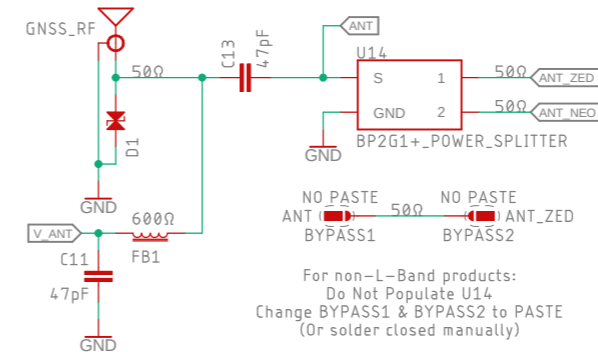 GNSS_RF
50Ω
C13
47pF
ANT
U14
S
1
GND
2
50Ω
ANT_ZED
50Ω
ANT_NEO
BP2G1+_POWER_SPLITTER
GND
D1
GND
V_ANT
600Ω
FB1
C11
47pF
GND
NO PASTE
NO PASTE
ANT
50Ω
ANT_ZED
BYPASS1
BYPASS2
For non-L-Band products:
Do Not Populate U14
Change BYPASS1 & BYPASS2 to PASTE
(Or solder closed manually)